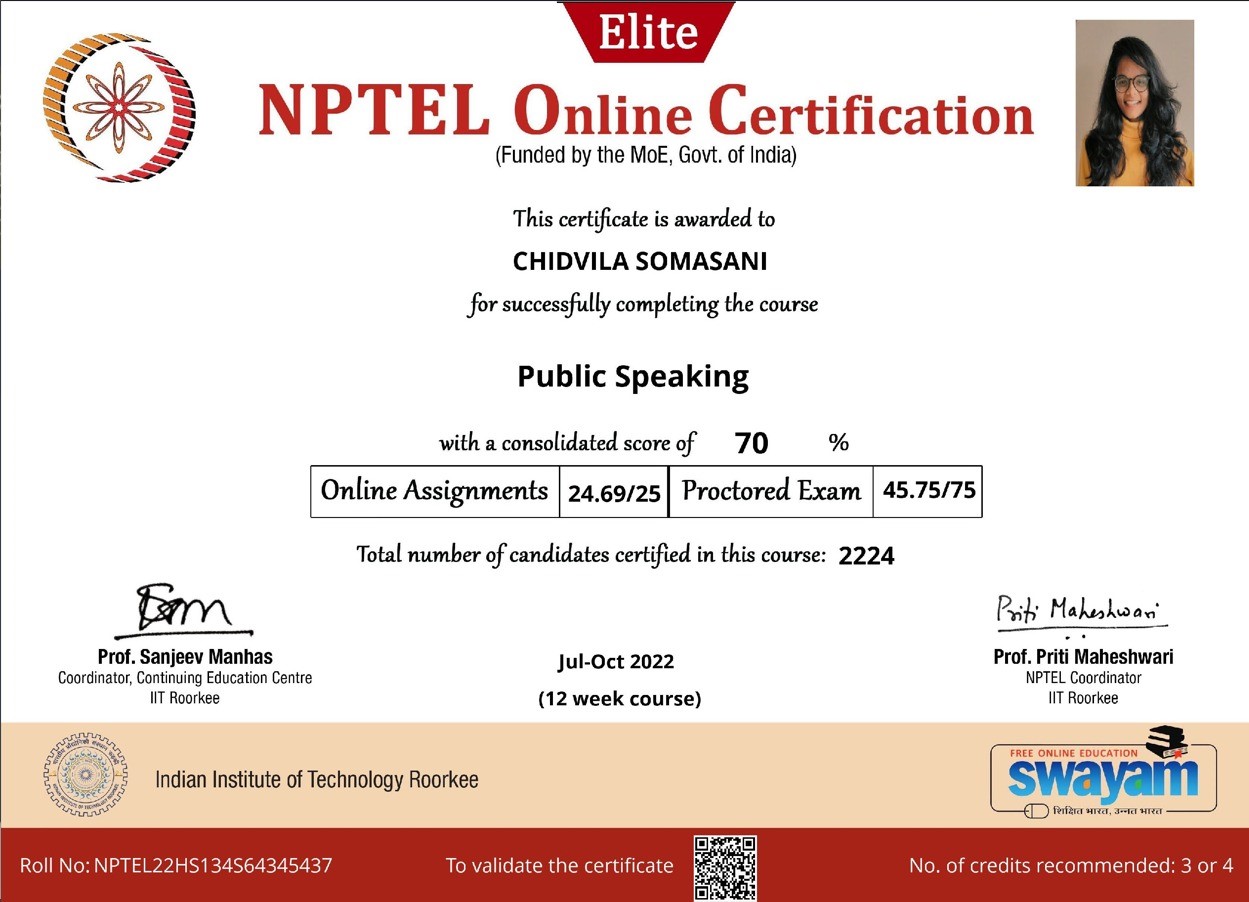 Elite
NPTEL Online Certification
(Funded by the MoE, Govt. of India)
This certificate is awarded to
CHIDVILA SOMASANI
for successfully completing the course
Public Speaking
with a consolidated score of 70 %
Online Assignments 24.69/25 Proctored Exam 45.75/75
Total number of candidates certified in this course: 2224
Priti Maheshwari
Prof. Sanjeev Manhas
Coordinator, Continuing Education Centre
IIT Roorkee
Jul-Oct 2022
(12 week course)
Prof. Priti Maheshwari
NPTEL Coordinator
IIT Roorkee
Indian Institute of Technology Roorkee
FREE ONLINE EDUCATION
swayam
शिक्षित भारत, उन्नत भारत
Roll No: NPTEL22HS134S64345437
To validate the certificate
No. of credits recommended: 3 or 4